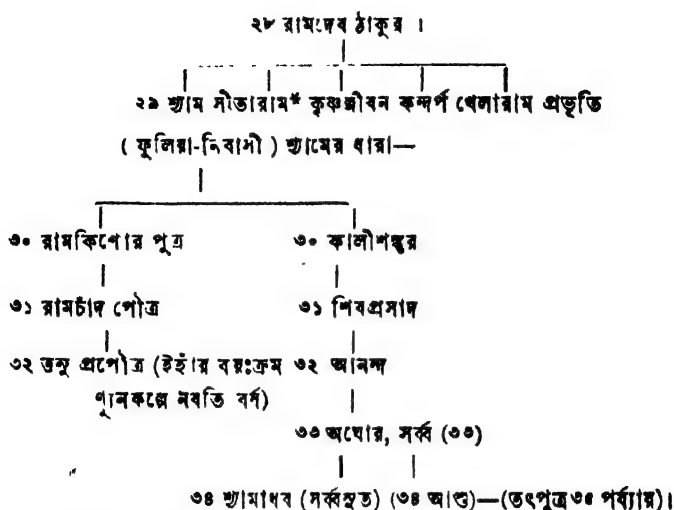 ২৮ রামদেব ঠাকুর ।
২৯ শ্যাম সীতারাম* কৃষ্ণজীবন কন্দর্প খেলারাম প্রভৃতি
( ফুলিয়া-নিবাসী ) শ্যামের ধারা—
৩০ রামকিশোর পুত্র ৩০ কালীশঙ্কর
৩১ রামচাঁদ পৌত্র ৩১ শিবপ্রসাদ
৩২ তনু প্রপৌত্র (ইহাঁর বয়ঃক্রম ৩২ আনন্দ
ন্যূনকল্পে নবতি বর্ষ)
৩৩ অঘোর, সর্ব্ব (৩৩)
৩৪ শ্যামাধব (সর্ব্বসুত) (৩৪ আশু)—(তৎপুত্র ৩৫ পর্য্যায়)।